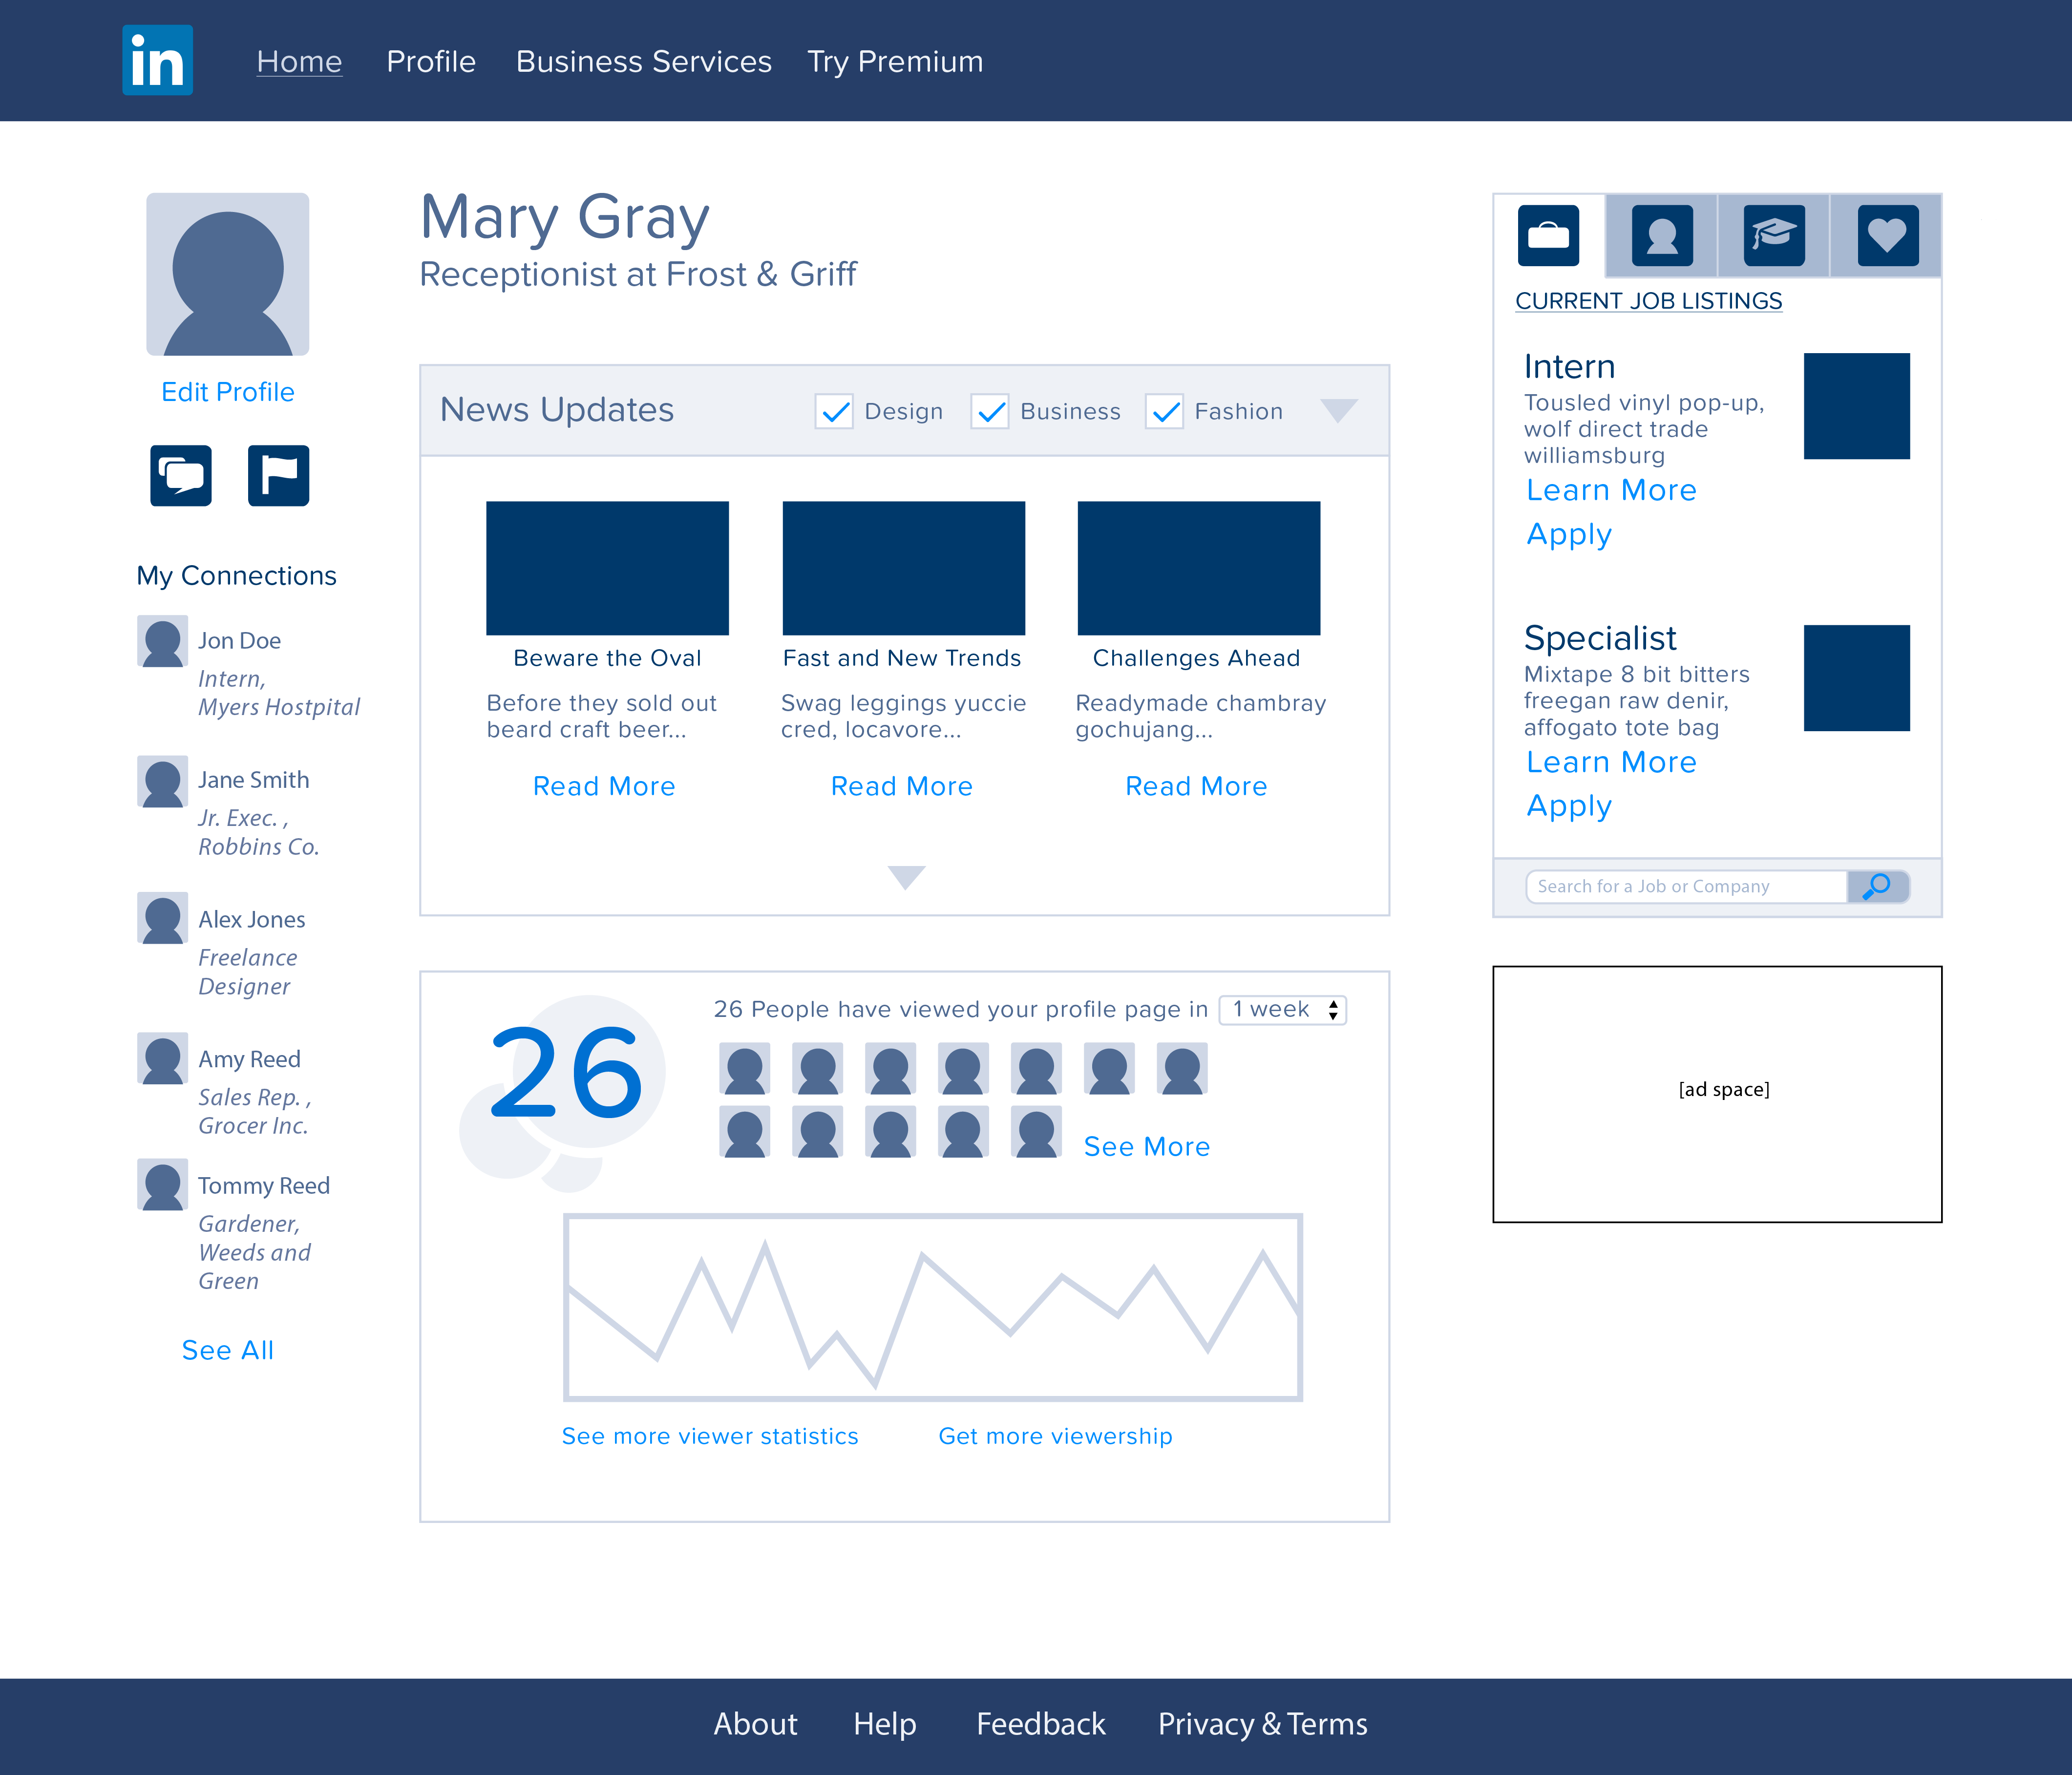 in
Home Profile Business Services Try Premium
Mary Gray
Receptionist at Frost & Griff
Edit Profile
My Connections
Jon Doe
Intern,
Myers Hostpital
Jane Smith
Jr. Exec. ,
Robbins Co.
Alex Jones
Freelance
Designer
Amy Reed
Sales Rep. ,
Grocer Inc.
Tommy Reed
Gardener,
Weeds and
Green
See All
News Updates Design Business Fashion
Beware the Oval
Before they sold out
beard craft beer...
Read More
Fast and New Trends
Swag leggings yuccie
cred, locavore...
Read More
Challenges Ahead
Readymade chambray
gochujang...
Read More
26
26 People have viewed your profile page in 1 week
See More
See more viewer statistics Get more viewership
CURRENT JOB LISTINGS
Intern
Tousled vinyl pop-up,
wolf direct trade
williamsburg
Learn More
Apply
Specialist
Mixtape 8 bit bitters
freegan raw denir,
affogato tote bag
Learn More
Apply
Search for a Job or Company
[ad space]
About Help Feedback Privacy & Terms